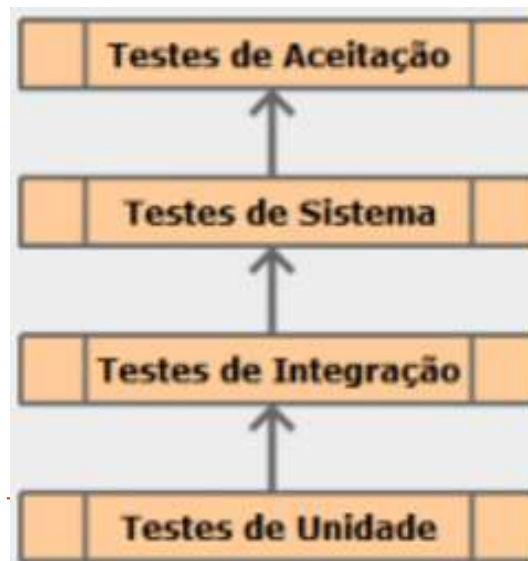 Testes de Aceitação
Testes de Sistema
Testes de Integração
Testes de Unidade